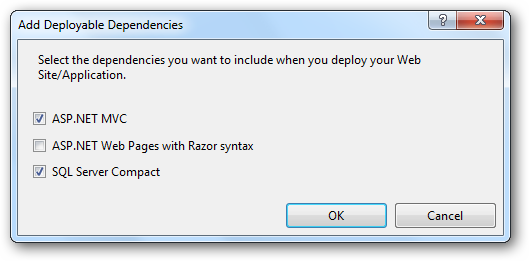 Add Deployable Dependencies
Select the dependencies you want to include when you deploy your Web
Site/Application.
ASP.NET MVC
ASP.NET Web Pages with Razor syntax
SQL Server Compact
OK Cancel